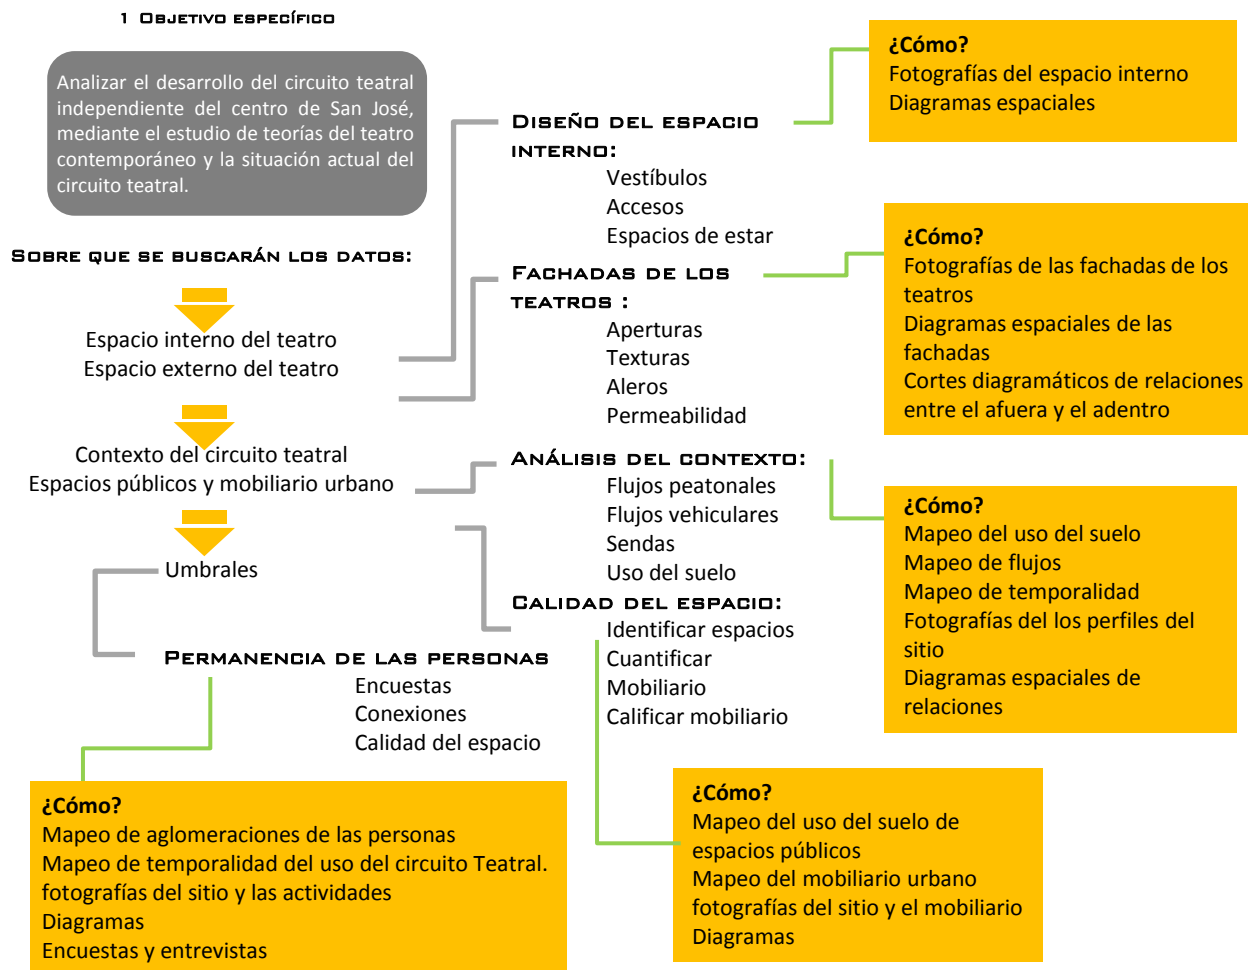 1 Objetivo específico
Analizar el desarrollo del circuito teatral
independiente del centro de San José,
mediante el estudio de teorías del teatro
contemporáneo y la situación actual del
circuito teatral.
Sobre que se buscarán los datos:
Espacio interno del teatro
Espacio externo del teatro
Contexto del circuito teatral
Espacios públicos y mobiliario urbano
Umbrales
Diseño del espacio
interno:
Vestíbulos
Accesos
Espacios de estar
Fachadas de los
teatros :
Aperturas
Texturas
Aleros
Permeabilidad
Análisis del contexto:
Flujos peatonales
Flujos vehiculares
Sendas
Uso del suelo
Calidad del espacio:
Identificar espacios
Cuantificar
Mobiliario
Calificar mobiliario
Permanencia de las personas
Encuestas
Conexiones
Calidad del espacio
¿Cómo?
Fotografías del espacio interno
Diagramas espaciales
¿Cómo?
Fotografías de las fachadas de los
teatros
Diagramas espaciales de las
fachadas
Cortes diagramáticos de relaciones
entre el afuera y el adentro
¿Cómo?
Mapeo del uso del suelo
Mapeo de flujos
Mapeo de temporalidad
Fotografías del los perfiles del
sitio
Diagramas espaciales de
relaciones
¿Cómo?
Mapeo del uso del suelo de
espacios públicos
Mapeo del mobiliario urbano
fotografías del sitio y el mobiliario
Diagramas
¿Cómo?
Mapeo de aglomeraciones de las personas
Mapeo de temporalidad del uso del circuito Teatral.
fotografías del sitio y las actividades
Diagramas
Encuestas y entrevistas